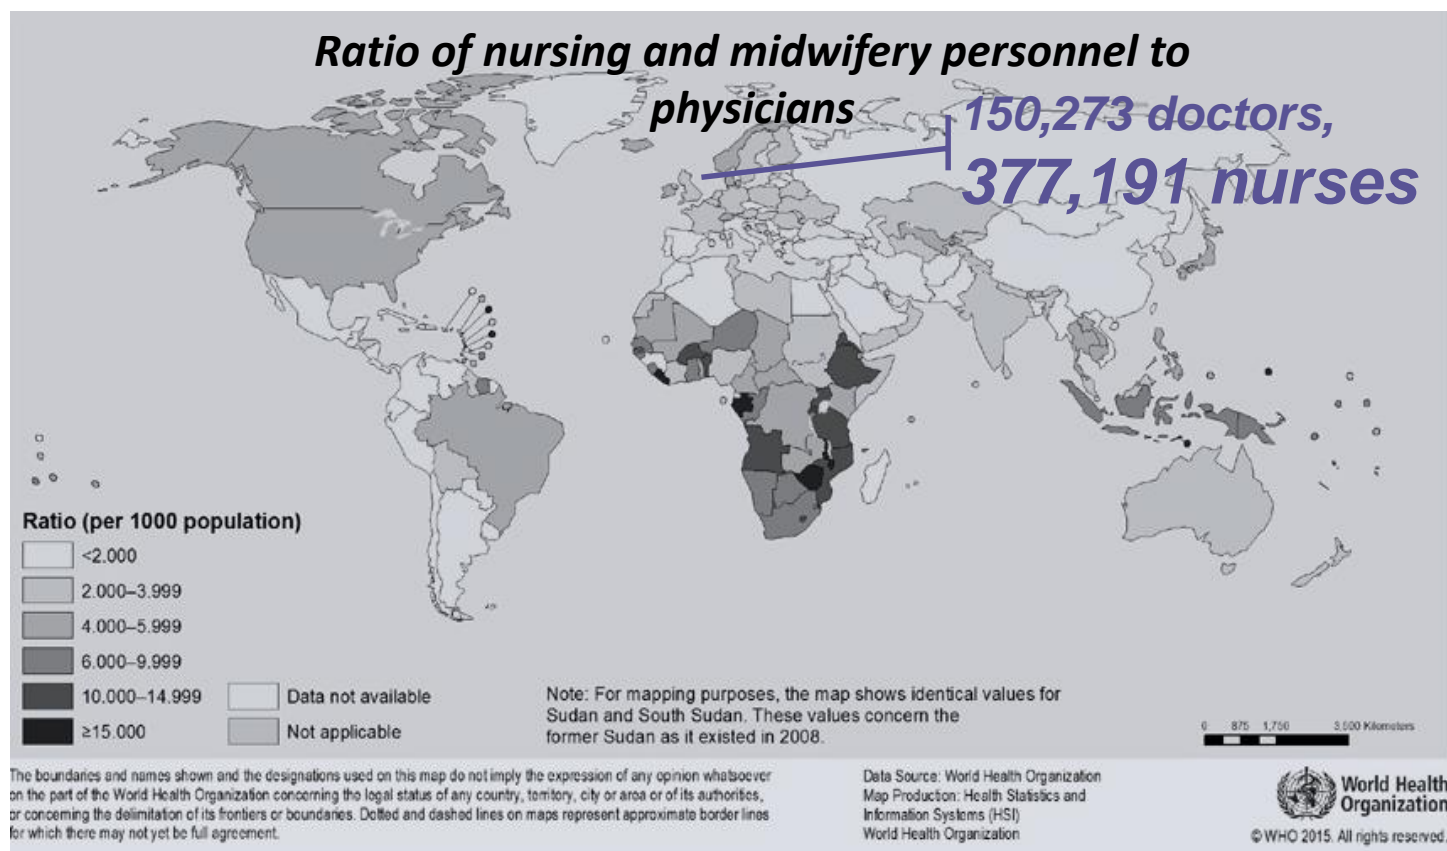 Ratio of nursing and midwifery personnel to
physicians
150,273 doctors,
377,191 nurses
Ratio (per 1000 population)
<2.000
2.000–3.999
4.000–5.999
6.000–9.999
10.000–14.999
≥15.000
Data not available
Not applicable
Note: For mapping purposes, the map shows identical values for
Sudan and South Sudan. These values concern the
former Sudan as it existed in 2008.
0 875 1,750 3,500 Kilometers
The boundaries and names shown and the designations used on this map do not imply the expression of any opinion whatsoever
on the part of the World Health Organization concerning the legal status of any country, territory, city or area or of its authorities,
or concerning the delimitation of its frontiers or boundaries. Dotted and dashed lines on maps represent approximate border lines
for which there may not yet be full agreement.
Data Source: World Health Organization
Map Production: Health Statistics and
Information Systems (HSI)
World Health Organization
World Health
Organization
© WHO 2015. All rights reserved.